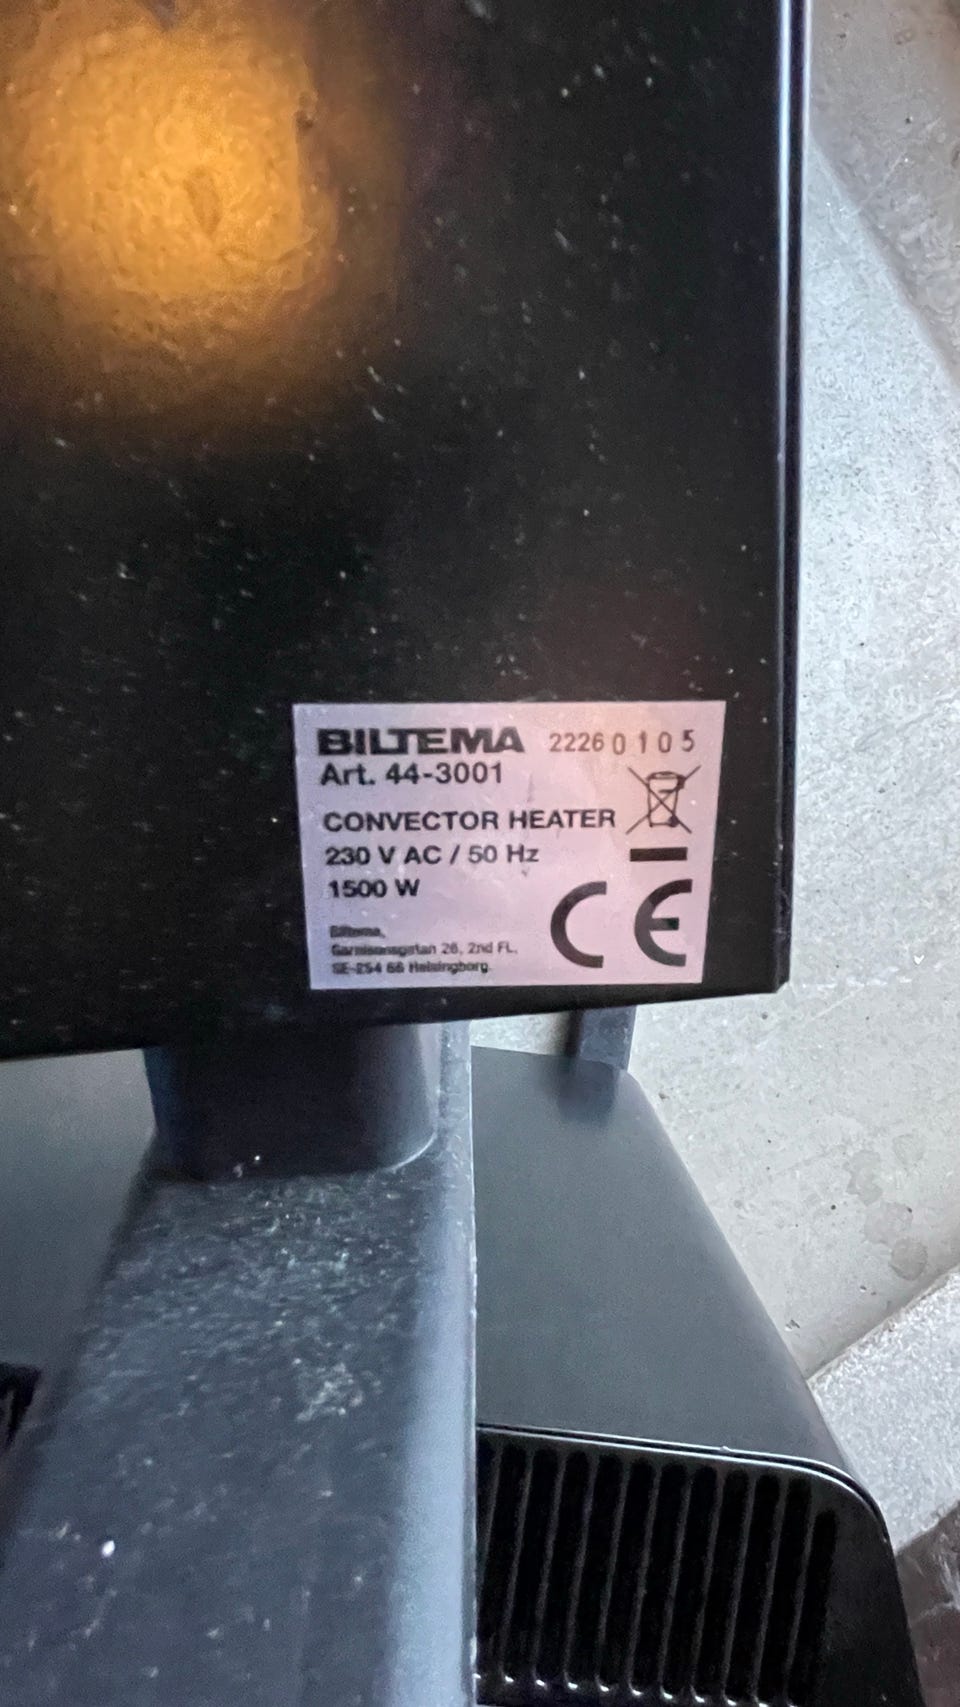 BILTEMA 22260105
Art. 44-3001
CONVECTOR HEATER
230 V AC / 50 Hz
1500 W
CE
Biltema,
Garnisonsgatan 26, 2nd FL.
SE-254 66 Helsingborg